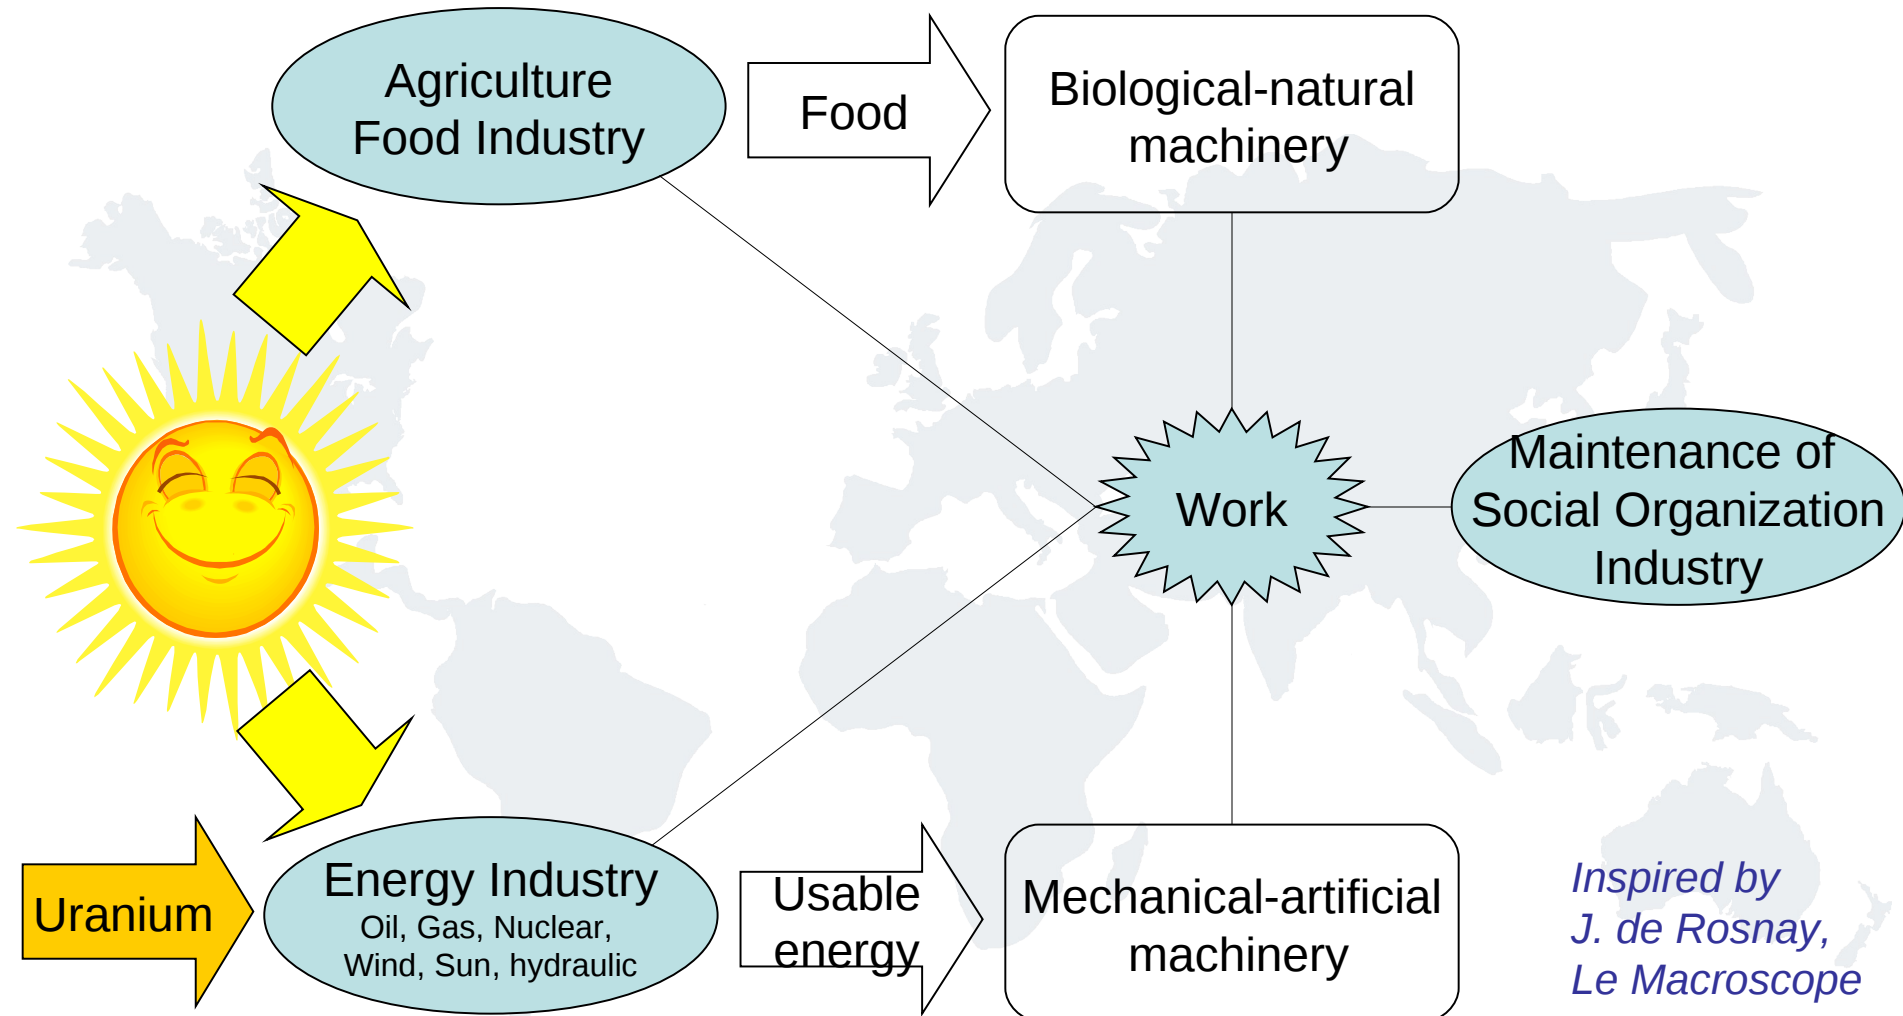 Agriculture
Food Industry
Food
Biological-natural
machinery
Work
Maintenance of
Social Organization
Industry
Uranium
Energy Industry
Oil, Gas, Nuclear,
Wind, Sun, hydraulic
Usable
energy
Mechanical-artificial
machinery
Inspired by
J. de Rosnay,
Le Macroscope